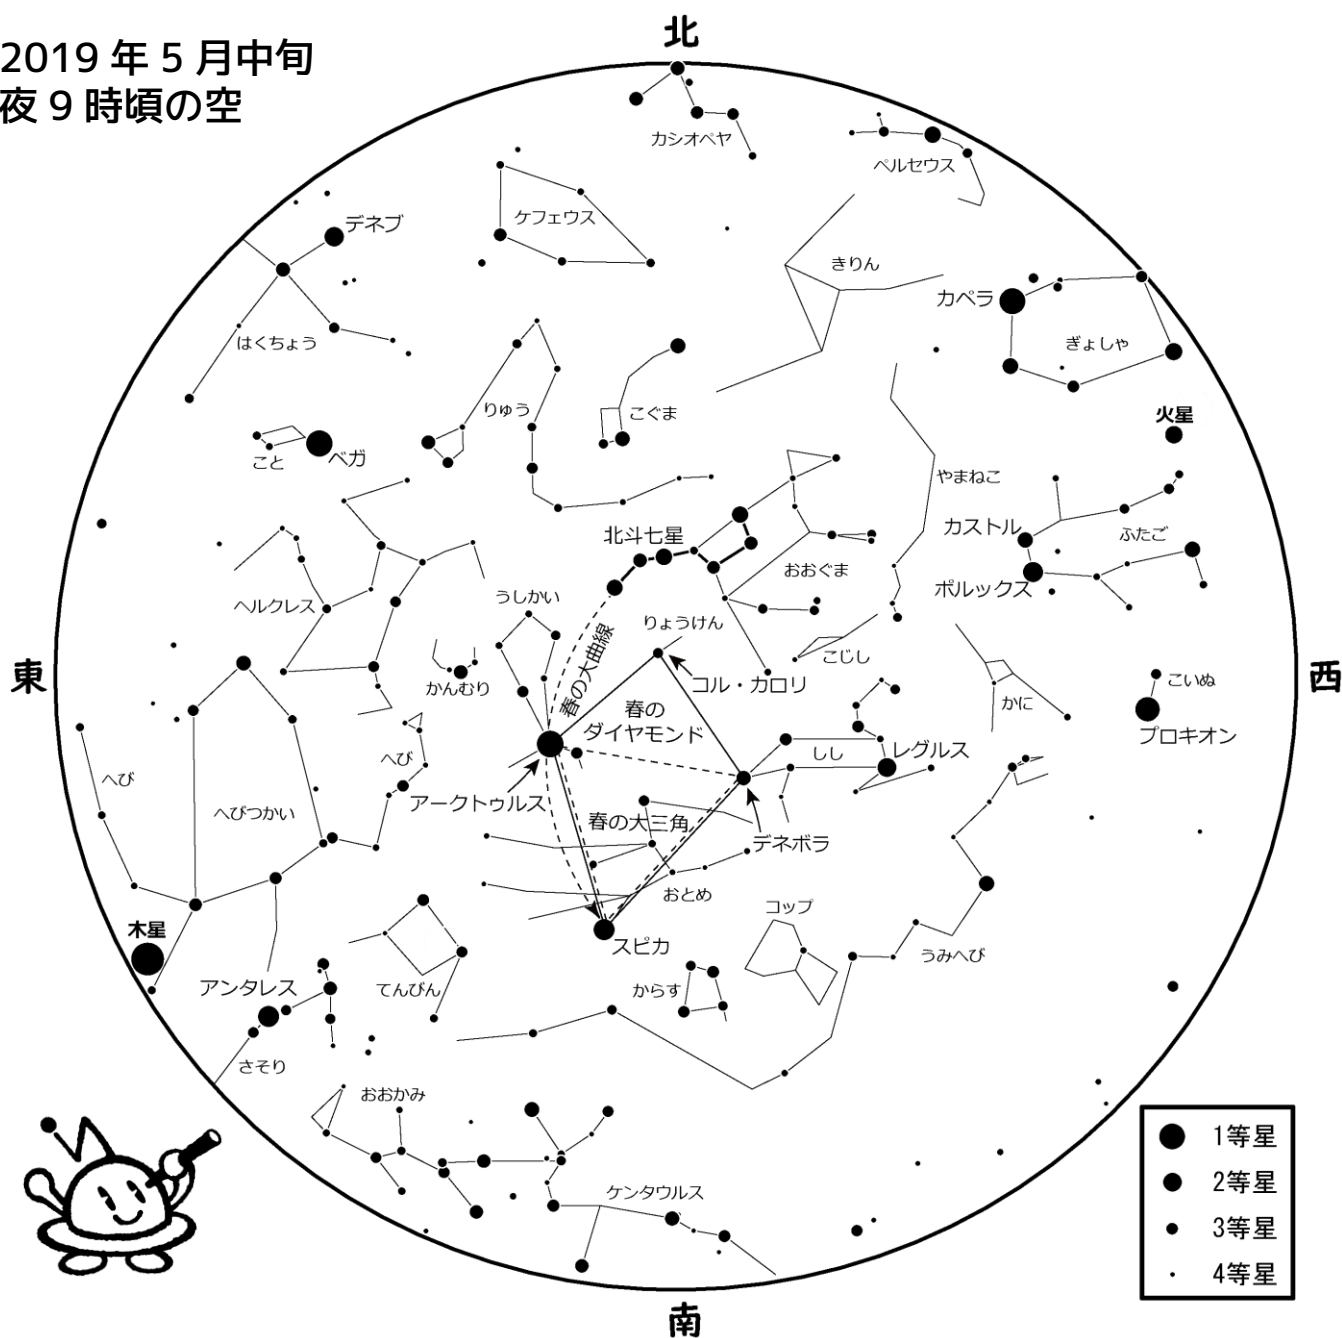 2019 年 5 月中旬
夜 9 時頃の空
北
カシオペヤ
ペルセウス
ケフェウス
デネブ
きりん
カペラ
ぎょしゃ
はくちょう
りゅう
こぐま
火星
こと
ベガ
やまねこ
カストル
ふたご
北斗七星
おおぐま
ポルックス
ヘルクレス
うしかい
りょうけん
こじし
春の大曲線
東
西
かんむり
コル・カロリ
かに
こいぬ
プロキオン
春の
ダイヤモンド
しし
レグルス
へび
へび
アークトゥルス
へびつかい
春の大三角
デネボラ
おとめ
コップ
木星
スピカ
うみへび
アンタレス
てんびん
からす
さそり
おおかみ
ケンタウルス
1等星
2等星
3等星
4等星
南